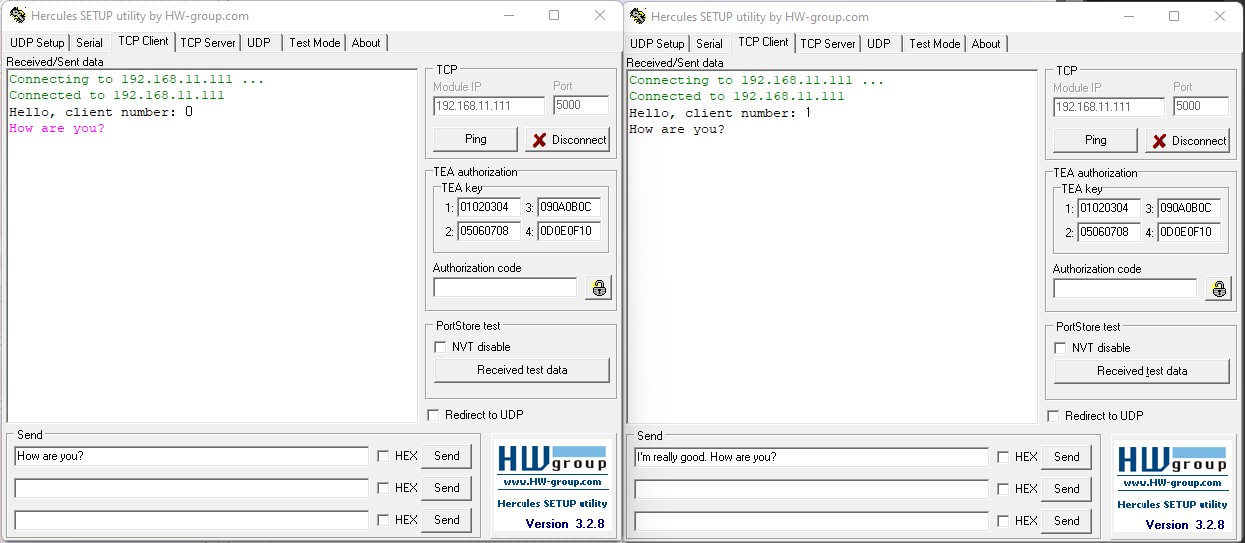 Hercules SETUP utility by HW-group.com
UDP Setup Serial TCP Client TCP Server UDP Test Mode About
Received/Sent data
Connecting to 192.168.11.111 ...
Connected to 192.168.11.111
Hello, client number: 0
How are you?
TCP
Module IP Port
192.168.11.111 5000
Ping Disconnect
TEA authorization
TEA key
1: 01020304 3: 090A0B0C
2: 05060708 4: 0D0E0F10
Authorization code
PortStore test
NVT disable
Received test data
Redirect to UDP
Send
How are you? HEX Send
HEX Send
HEX Send
HWgroup
www.HW-group.com
Hercules SETUP utility
Version 3.2.8
Hercules SETUP utility by HW-group.com
UDP Setup Serial TCP Client TCP Server UDP Test Mode About
Received/Sent data
Connecting to 192.168.11.111 ...
Connected to 192.168.11.111
Hello, client number: 1
How are you?
TCP
Module IP Port
192.168.11.111 5000
Ping Disconnect
TEA authorization
TEA key
1: 01020304 3: 090A0B0C
2: 05060708 4: 0D0E0F10
Authorization code
PortStore test
NVT disable
Received test data
Redirect to UDP
Send
I'm really good. How are you? HEX Send
HEX Send
HEX Send
HWgroup
www.HW-group.com
Hercules SETUP utility
Version 3.2.8